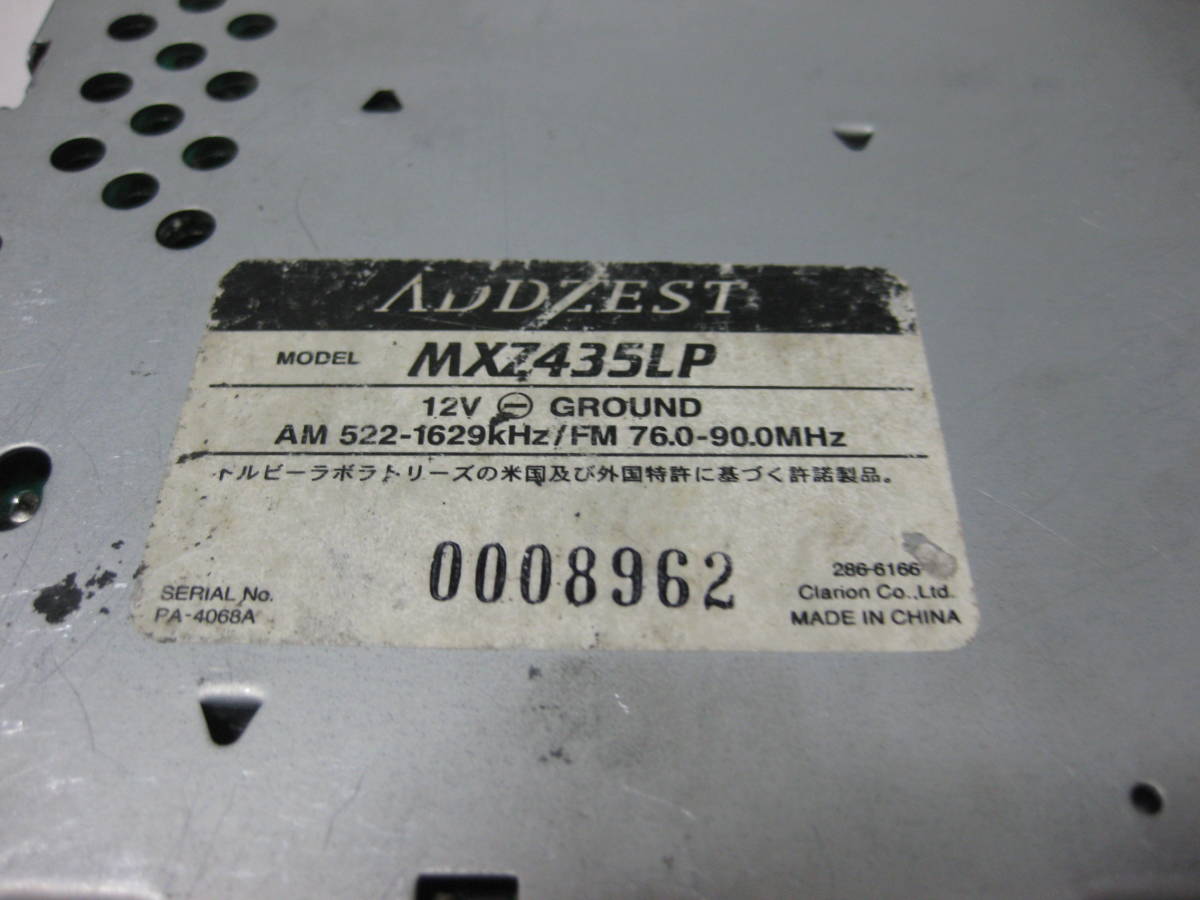 ADDZEST
MODEL MXZ435LP
12V ⊖ GROUND
AM 522-1629kHz/FM 76.0-90.0MHz
ドルビーラボラトリーズの米国及び外国特許に基づく許諾製品。
0008962
SERIAL No.
PA-4068A
286-6166
Clarion Co.,Ltd.
MADE IN CHINA